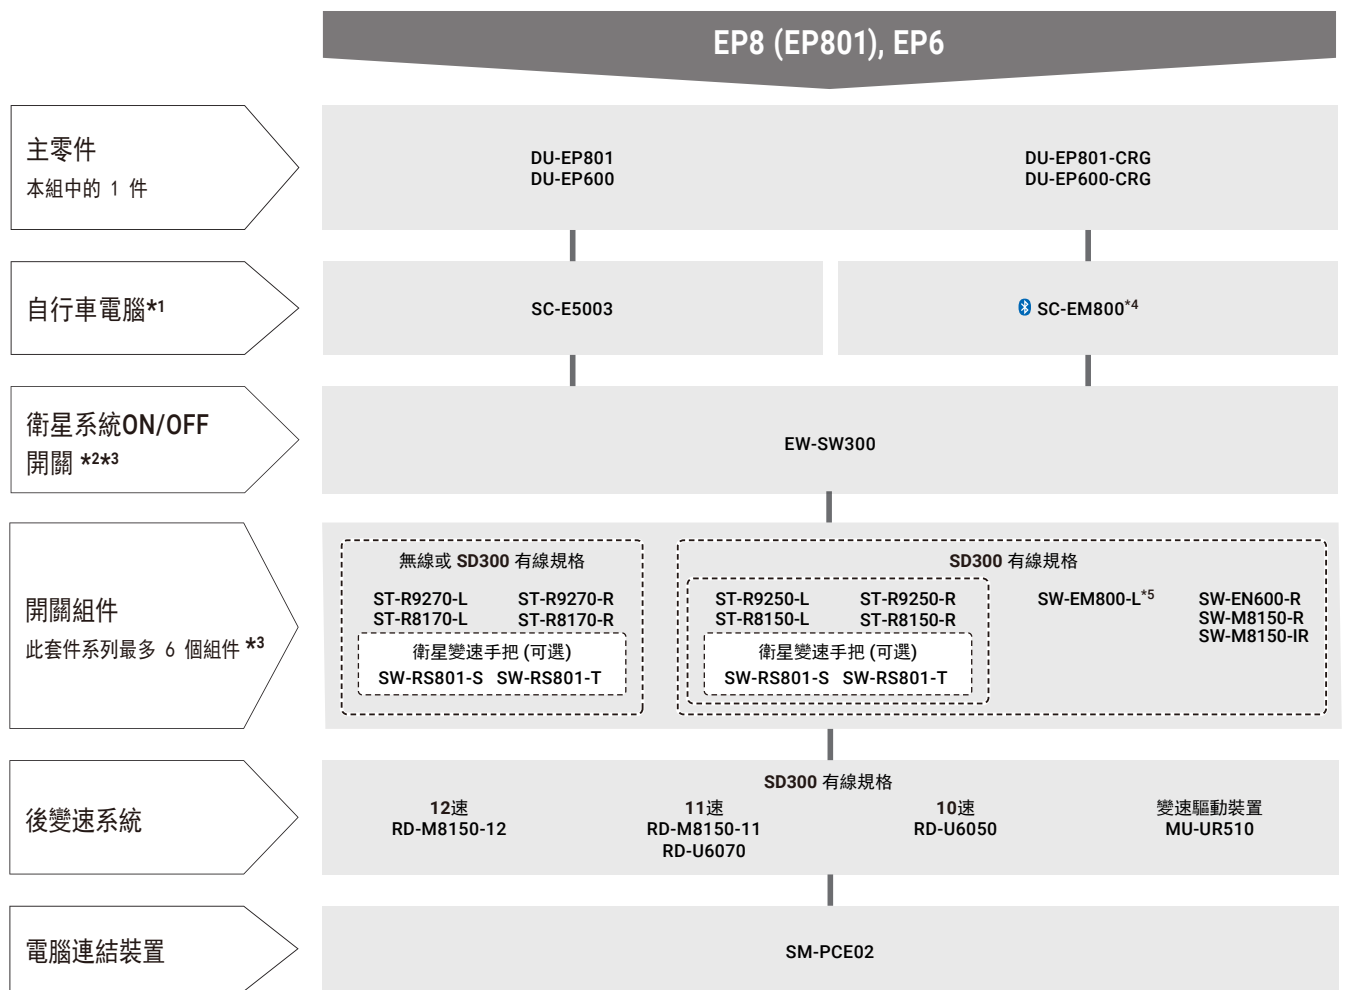 EP8 (EP801), EP6
主零件
本組中的 1 件
DU-EP801
DU-EP600
DU-EP801-CRG
DU-EP600-CRG
自行車電腦*1
SC-E5003
SC-EM800*4
衛星系統ON/OFF
開關 *2*3
EW-SW300
開關組件
此套件系列最多 6 個組件 *3
無線或 SD300 有線規格
ST-R9270-L ST-R9270-R
ST-R8170-L ST-R8170-R
衛星變速手把 (可選)
SW-RS801-S SW-RS801-T
SD300 有線規格
ST-R9250-L ST-R9250-R
ST-R8150-L ST-R8150-R
衛星變速手把 (可選)
SW-RS801-S SW-RS801-T
SW-EM800-L*5
SW-EN600-R
SW-M8150-R
SW-M8150-IR
後變速系統
SD300 有線規格
12速
RD-M8150-12
11速
RD-M8150-11
RD-U6070
10速
RD-U6050
變速驅動裝置
MU-UR510
電腦連結裝置
SM-PCE02